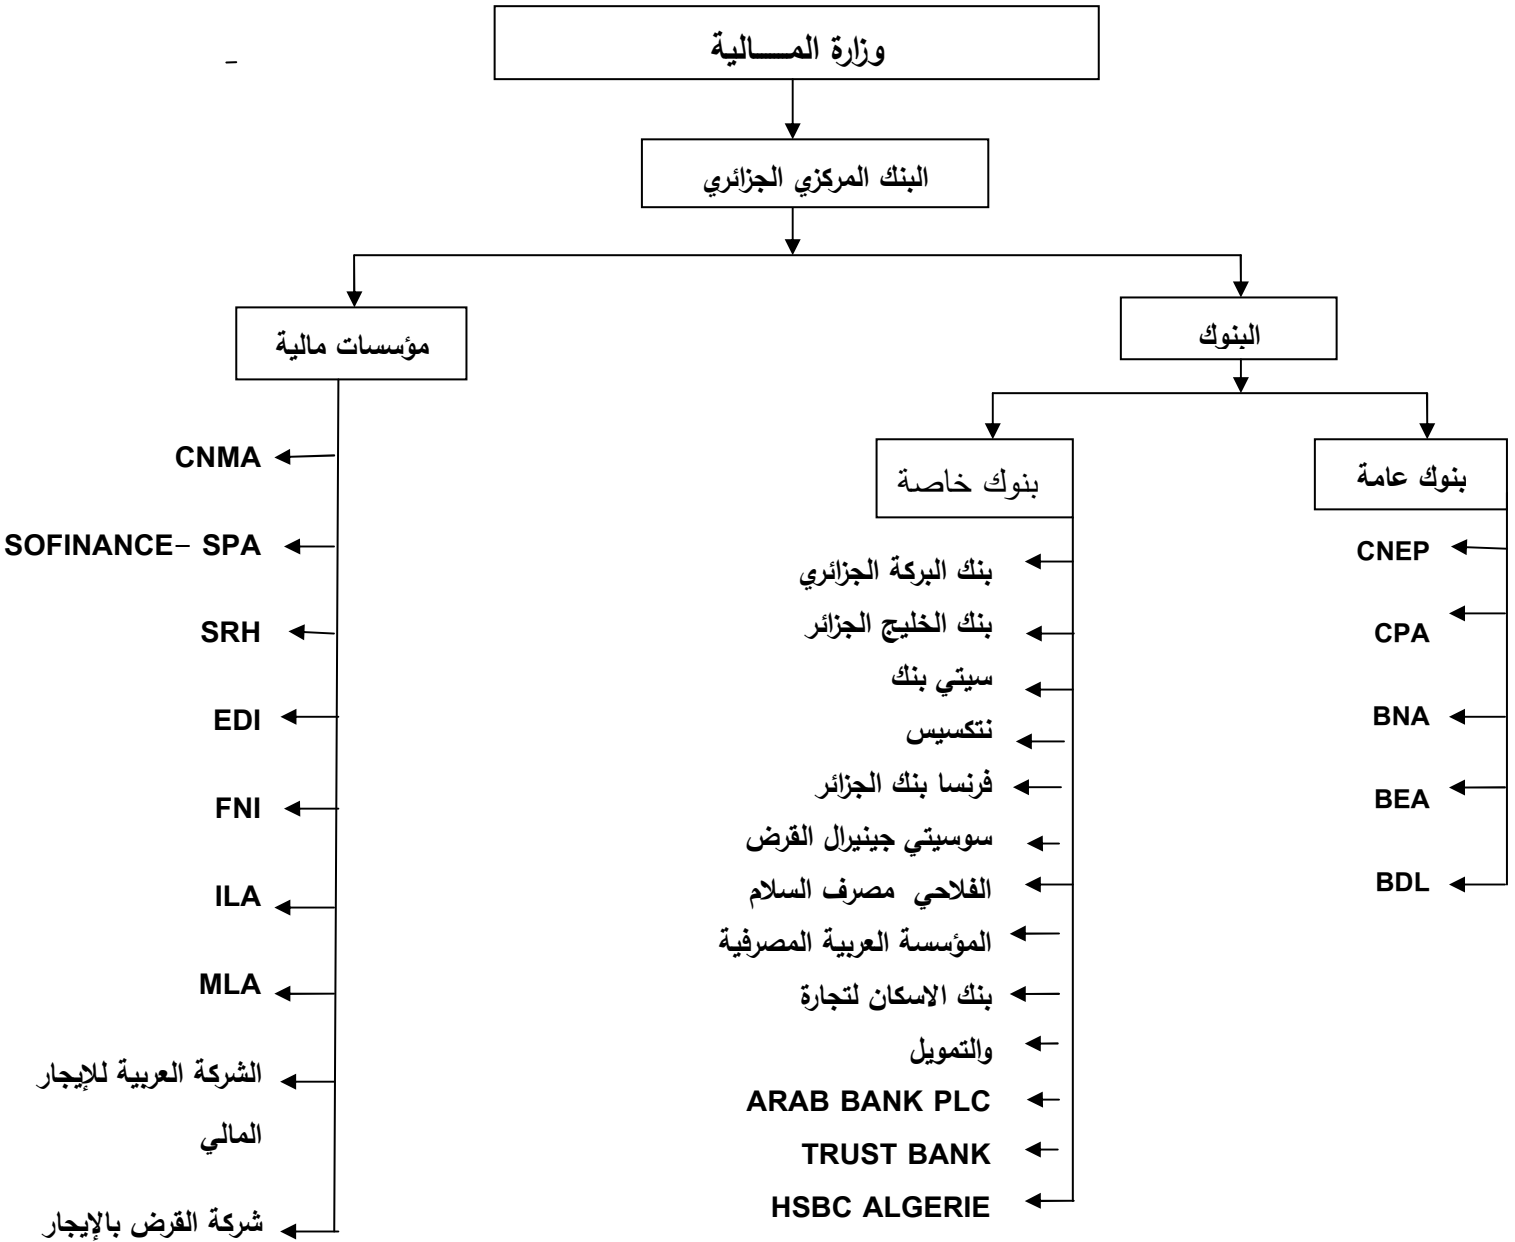 وزارة المـــالية
البنك المركزي الجزائري
البنوك
مؤسسات مالية
بنوك عامة
CNEP
CPA
BNA
BEA
BDL
بنوك خاصة
بنك البركة الجزائري
بنك الخليج الجزائر
سيتي بنك
نتكسيس
فرنسا بنك الجزائر
سوسيتي جينيرال القرض
الفلاحي مصرف السلام
المؤسسة العربية المصرفية
بنك الاسكان لتجارة
والتمويل
ARAB BANK PLC
TRUST BANK
HSBC ALGERIE
CNMA
SOFINANCE– SPA
SRH
EDI
FNI
ILA
MLA
الشركة العربية للإيجار
المالي
شركة القرض بالإيجار